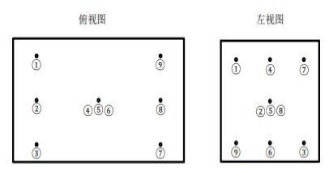 俯视图 左视图
① ⑨ ① ④ ⑦
② ④⑤⑥ ⑧ ②⑤⑧
③ ⑦ ⑨ ⑥ ③